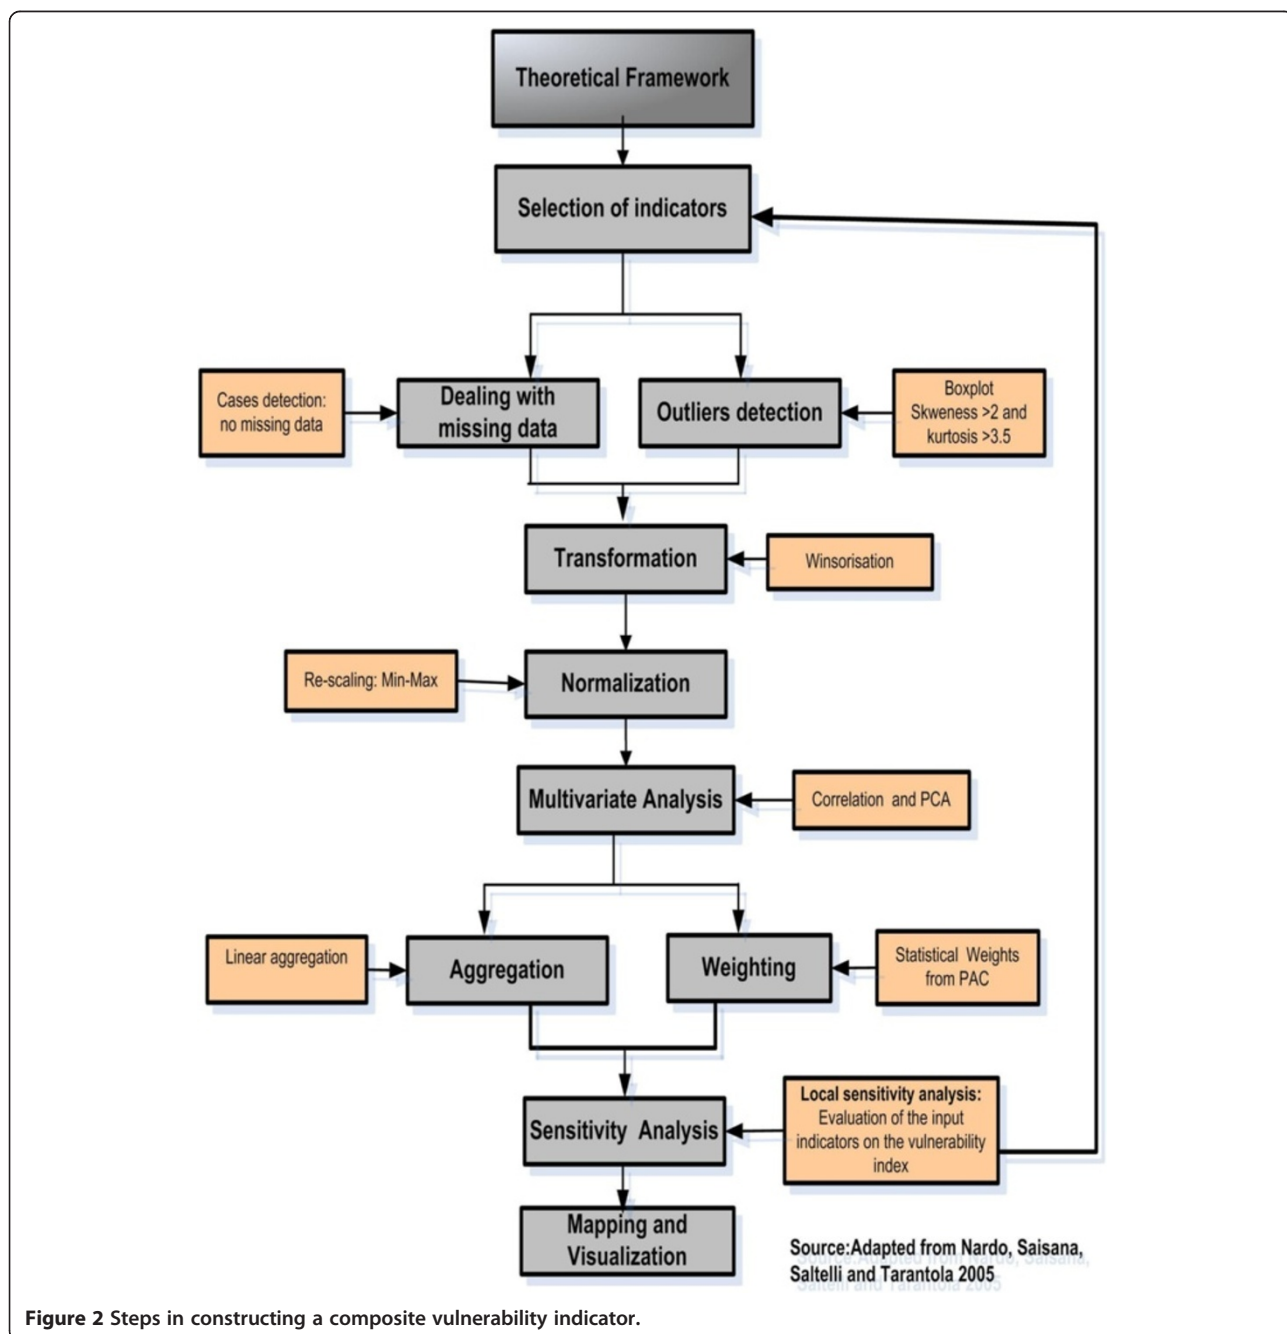 Theoretical Framework
Selection of indicators
Cases detection:
no missing data
Dealing with
missing data
Outliers detection
Boxplot
Skweness >2 and
kurtosis >3.5
Transformation
Winsorisation
Re-scaling: Min-Max
Normalization
Multivariate Analysis
Correlation and PCA
Linear aggregation
Aggregation
Weighting
Statistical Weights
from PAC
Sensitivity Analysis
Local sensitivity analysis:
Evaluation of the input
indicators on the vulnerability
index
Mapping and
Visualization
Source:Adapted from Nardo, Saisana,
Saltelli and Tarantola 2005
Figure 2 Steps in constructing a composite vulnerability indicator.